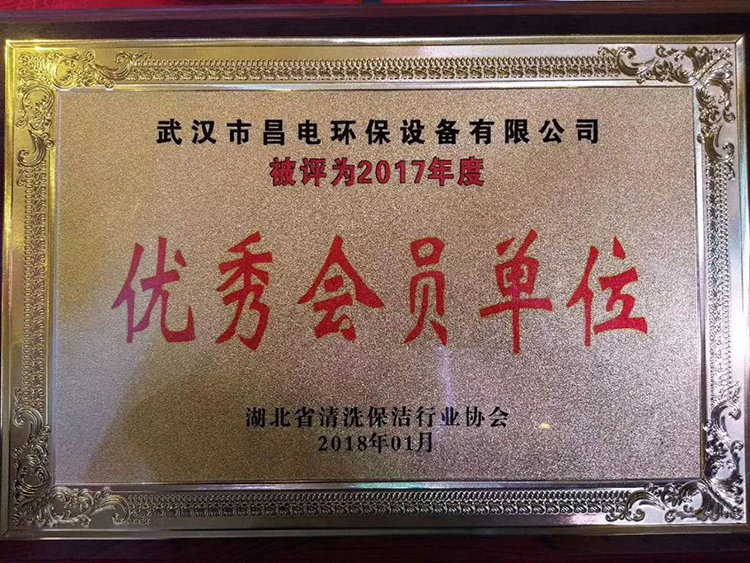 武汉市昌电环保设备有限公司
被评为2017年度
优秀会员单位
湖北省清洗保洁行业协会
2018年01月